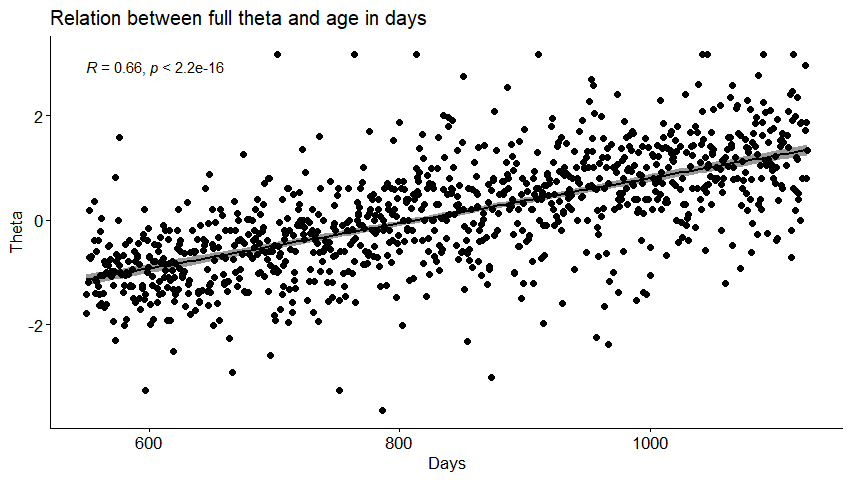 Relation between full theta and age in days
R = 0.66, p < 2.2e-16
2
0
-2
Theta
600 800 1000
Days